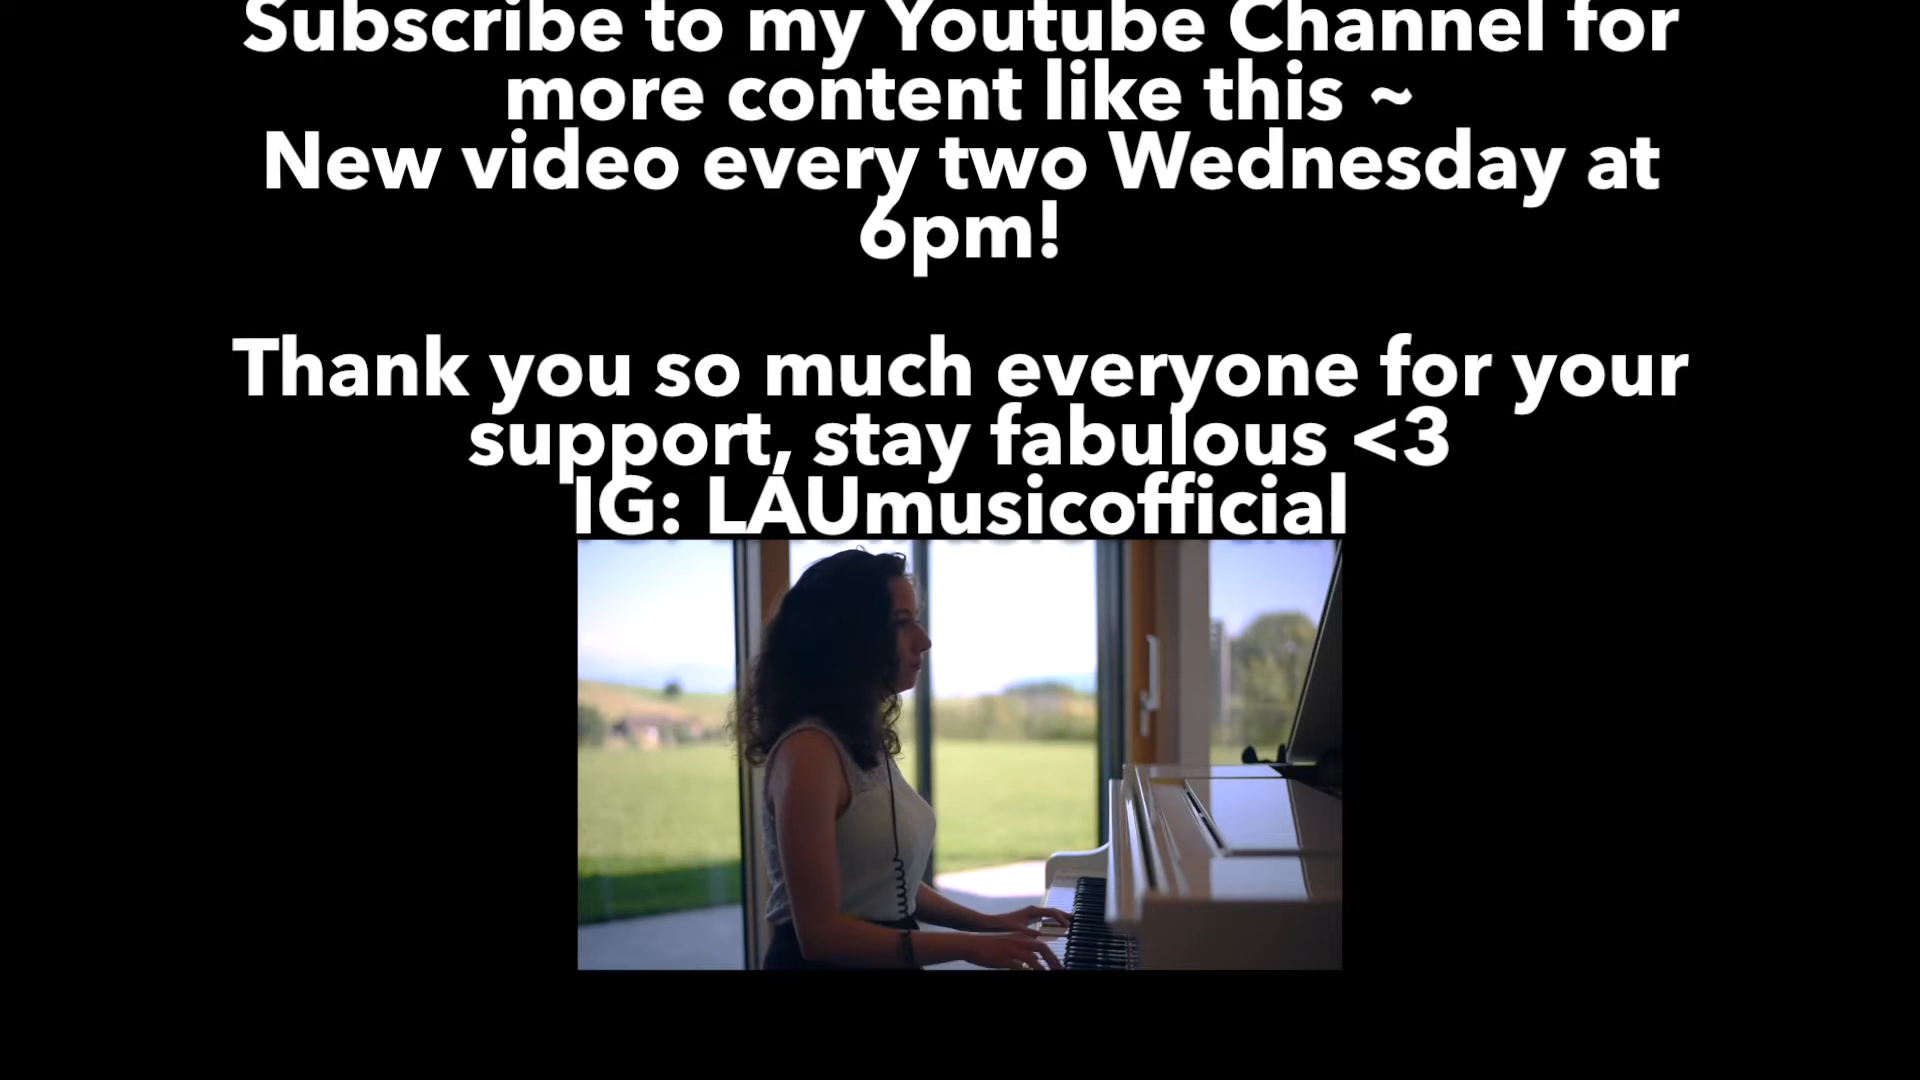 Subscribe to my Youtube Channel for
more content like this ~
New video every two Wednesday at
6pm!
Thank you so much everyone for your
support, stay fabulous <3
IG: LAUmusicofficial